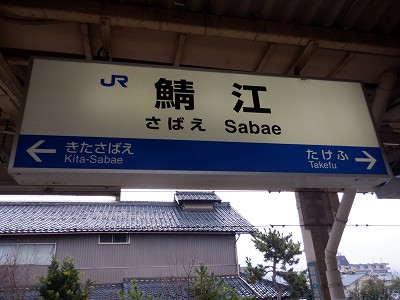 JR
鯖江
さばえ Sabae
← きたさばえ
Kita-Sabae
たけふ →
Takefu